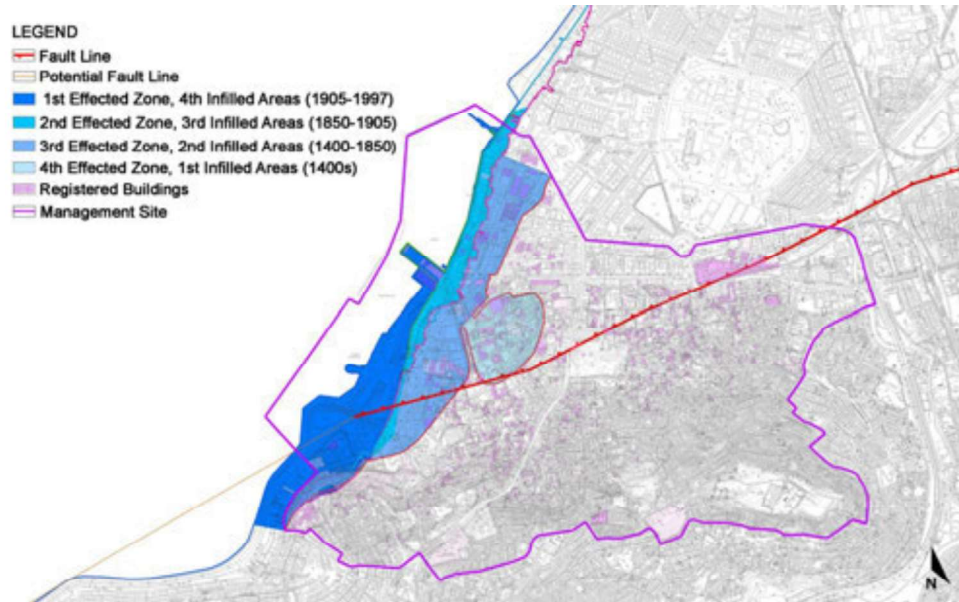 LEGEND
Fault Line
Potential Fault Line
1st Effected Zone, 4th Infilled Areas (1905-1997)
2nd Effected Zone, 3rd Infilled Areas (1850-1905)
3rd Effected Zone, 2nd Infilled Areas (1400-1850)
4th Effected Zone, 1st Infilled Areas (1400s)
Registered Buildings
Management Site
N